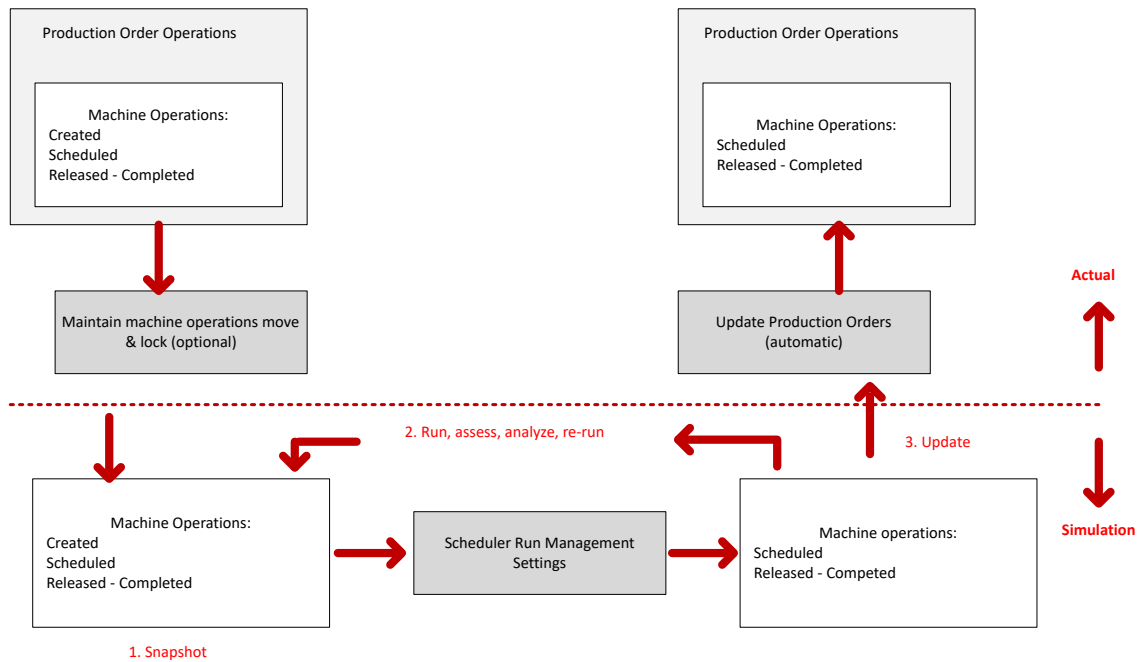 Production Order Operations
Machine Operations:
Created
Scheduled
Released - Completed
Production Order Operations
Machine Operations:
Scheduled
Released - Completed
Maintain machine operations move
& lock (optional)
Update Production Orders
(automatic)
Actual
2. Run, assess, analyze, re-run
3. Update
Machine Operations:
Created
Scheduled
Released - Completed
Scheduler Run Management
Settings
Machine operations:
Scheduled
Released - Competed
Simulation
1. Snapshot